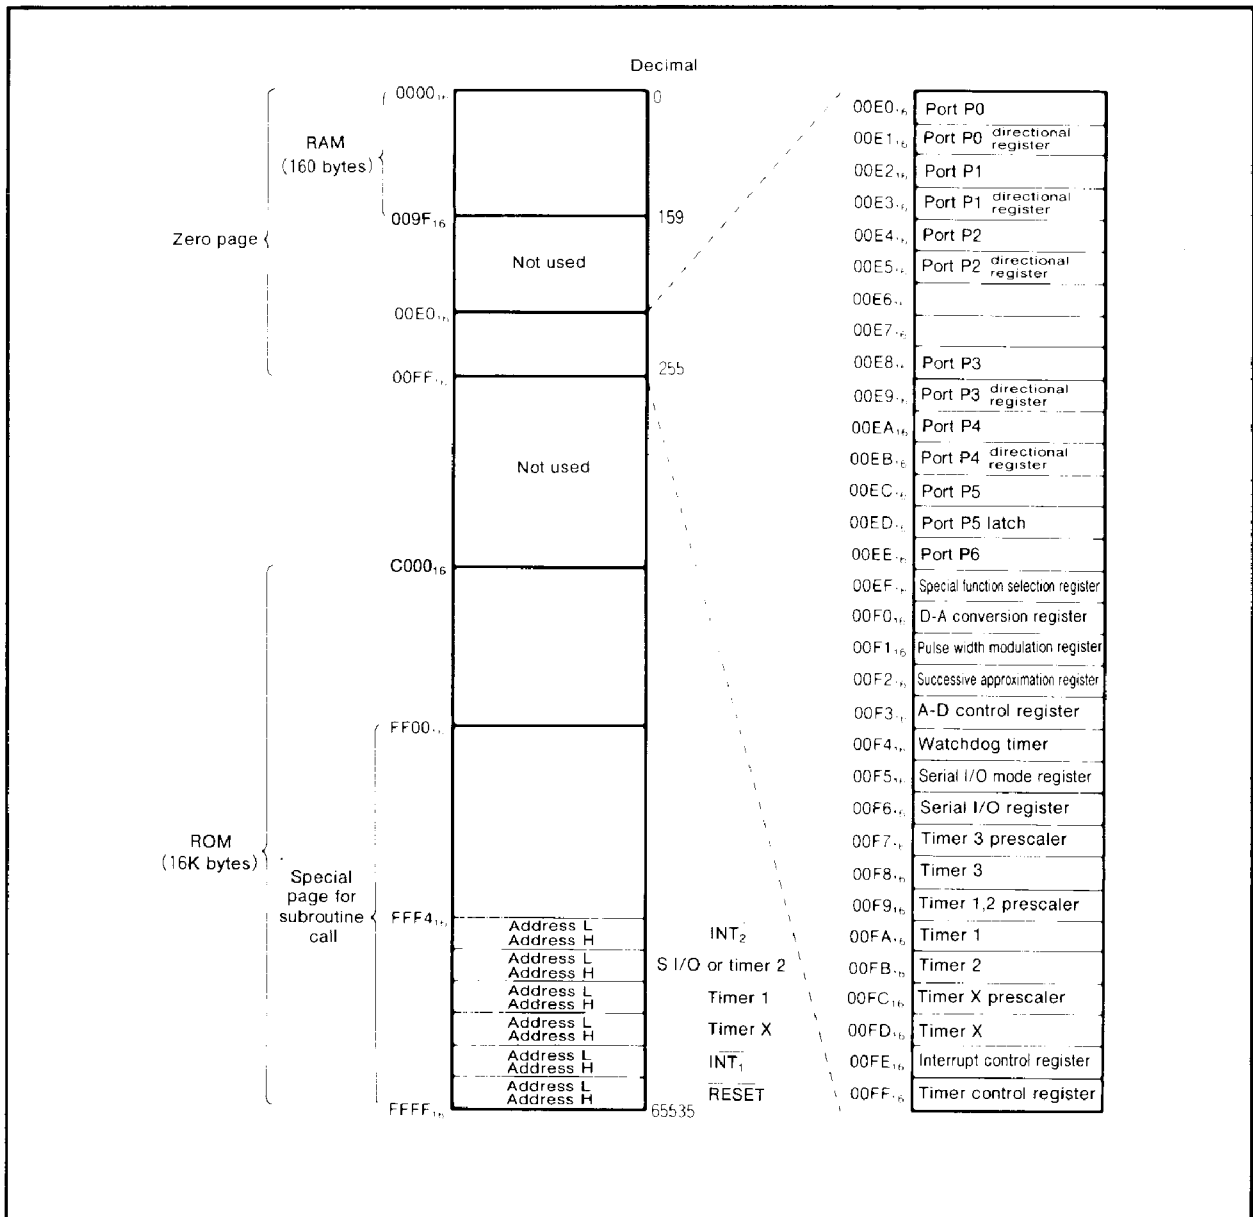 Decimal
0000₁₆
0
RAM
(160 bytes)
009F₁₆
159
Zero page
Not used
00E0₁₆
00FF₁₆
255
Not used
C000₁₆
FF00₁₆
ROM
(16K bytes)
Special
page for
subroutine
call
FFF4₁₆
Address L
Address H
INT₂
Address L
Address H
S I/O or timer 2
Address L
Address H
Timer 1
Address L
Address H
Timer X
Address L
Address H
INT₁
Address L
Address H
RESET
FFFF₁₆
65535
00E0₁₆ Port P0
00E1₁₆ Port P0 directional register
00E2₁₆ Port P1
00E3₁₆ Port P1 directional register
00E4₁₆ Port P2
00E5₁₆ Port P2 directional register
00E6₁₆
00E7₁₆
00E8₁₆ Port P3
00E9₁₆ Port P3 directional register
00EA₁₆ Port P4
00EB₁₆ Port P4 directional register
00EC₁₆ Port P5
00ED₁₆ Port P5 latch
00EE₁₆ Port P6
00EF₁₆ Special function selection register
00F0₁₆ D-A conversion register
00F1₁₆ Pulse width modulation register
00F2₁₆ Successive approximation register
00F3₁₆ A-D control register
00F4₁₆ Watchdog timer
00F5₁₆ Serial I/O mode register
00F6₁₆ Serial I/O register
00F7₁₆ Timer 3 prescaler
00F8₁₆ Timer 3
00F9₁₆ Timer 1,2 prescaler
00FA₁₆ Timer 1
00FB₁₆ Timer 2
00FC₁₆ Timer X prescaler
00FD₁₆ Timer X
00FE₁₆ Interrupt control register
00FF₁₆ Timer control register